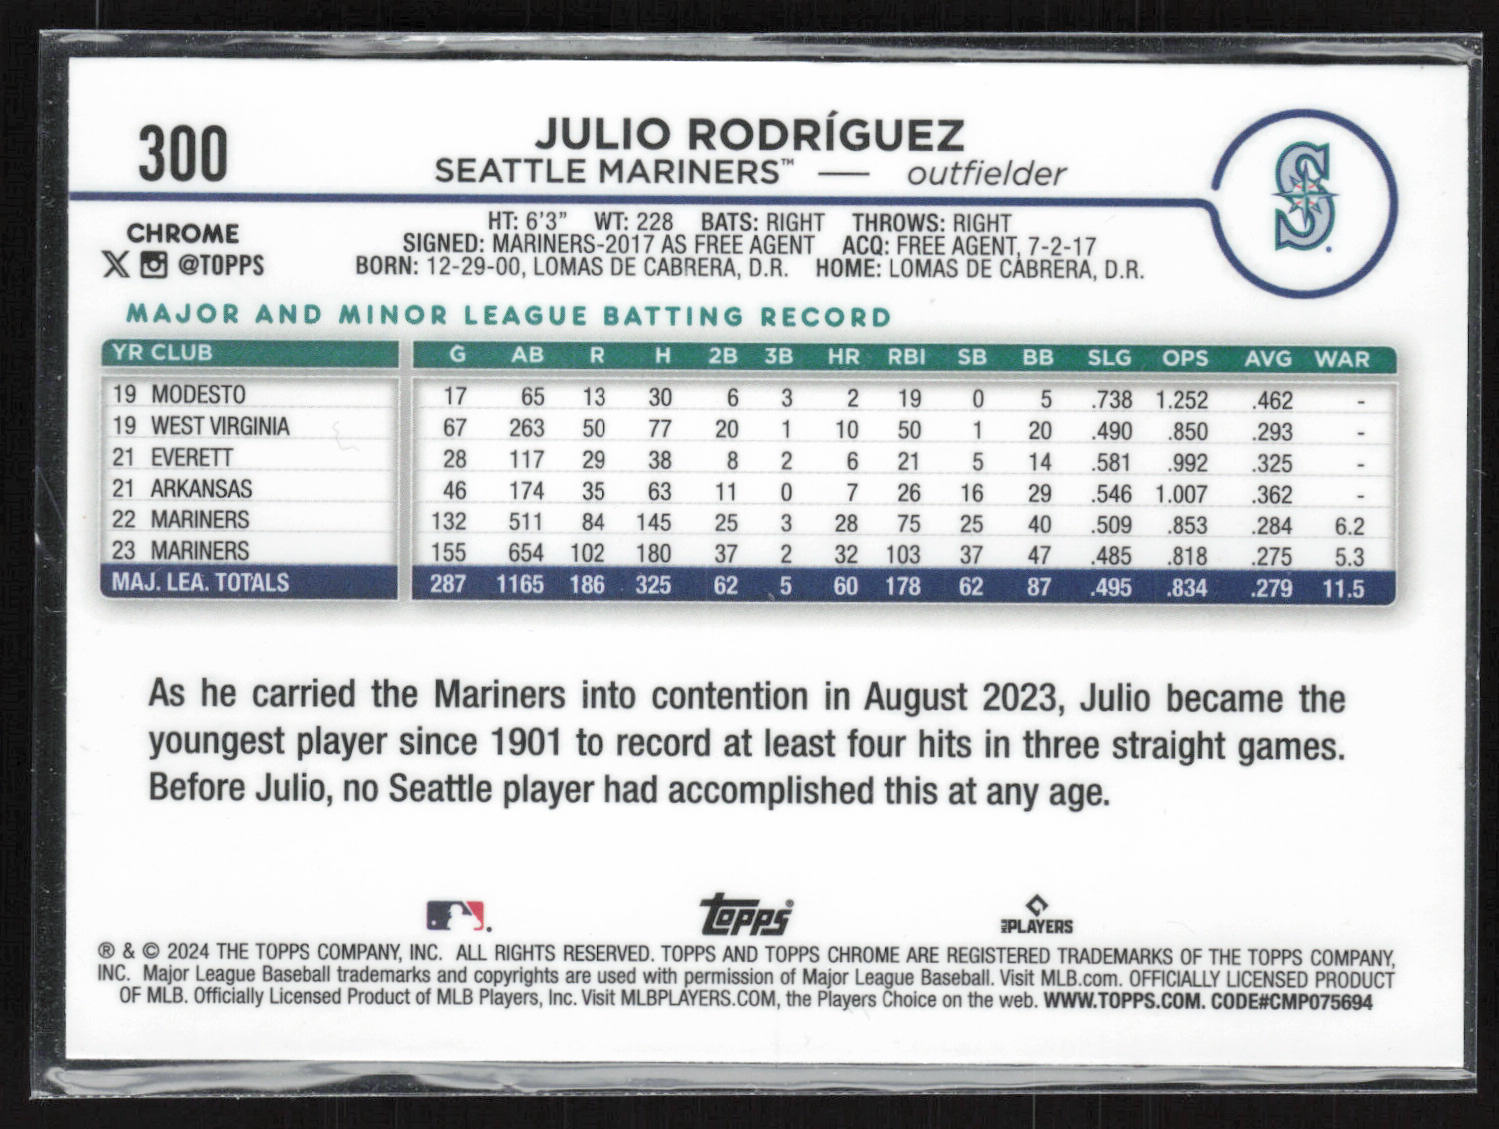 300
JULIO RODRÍGUEZ
SEATTLE MARINERS™ — outfielder
S
CHROME
@TOPPS
HT: 6'3" WT: 228 BATS: RIGHT THROWS: RIGHT
SIGNED: MARINERS-2017 AS FREE AGENT ACQ: FREE AGENT, 7-2-17
BORN: 12-29-00, LOMAS DE CABRERA, D.R. HOME: LOMAS DE CABRERA, D.R.
MAJOR AND MINOR LEAGUE BATTING RECORD
YR CLUB G AB R H 2B 3B HR RBI SB BB SLG OPS AVG WAR
19 MODESTO 17 65 13 30 6 3 2 19 0 5 .738 1.252 .462 -
19 WEST VIRGINIA 67 263 50 77 20 1 10 50 1 20 .490 .850 .293 -
21 EVERETT 28 117 29 38 8 2 6 21 5 14 .581 .992 .325 -
21 ARKANSAS 46 174 35 63 11 0 7 26 16 29 .546 1.007 .362 -
22 MARINERS 132 511 84 145 25 3 28 75 25 40 .509 .853 .284 6.2
23 MARINERS 155 654 102 180 37 2 32 103 37 47 .485 .818 .275 5.3
MAJ. LEA. TOTALS 287 1165 186 325 62 5 60 178 62 87 .495 .834 .279 11.5
As he carried the Mariners into contention in August 2023, Julio became the
youngest player since 1901 to record at least four hits in three straight games.
Before Julio, no Seattle player had accomplished this at any age.
topps®
PLAYERS
® & © 2024 THE TOPPS COMPANY, INC. ALL RIGHTS RESERVED. TOPPS AND TOPPS CHROME ARE REGISTERED TRADEMARKS OF THE TOPPS COMPANY,
INC. Major League Baseball trademarks and copyrights are used with permission of Major League Baseball. Visit MLB.com. OFFICIALLY LICENSED PRODUCT
OF MLB. Officially Licensed Product of MLB Players, Inc. Visit MLBPLAYERS.COM, the Players Choice on the web. WWW.TOPPS.COM. CODE#CMP075694